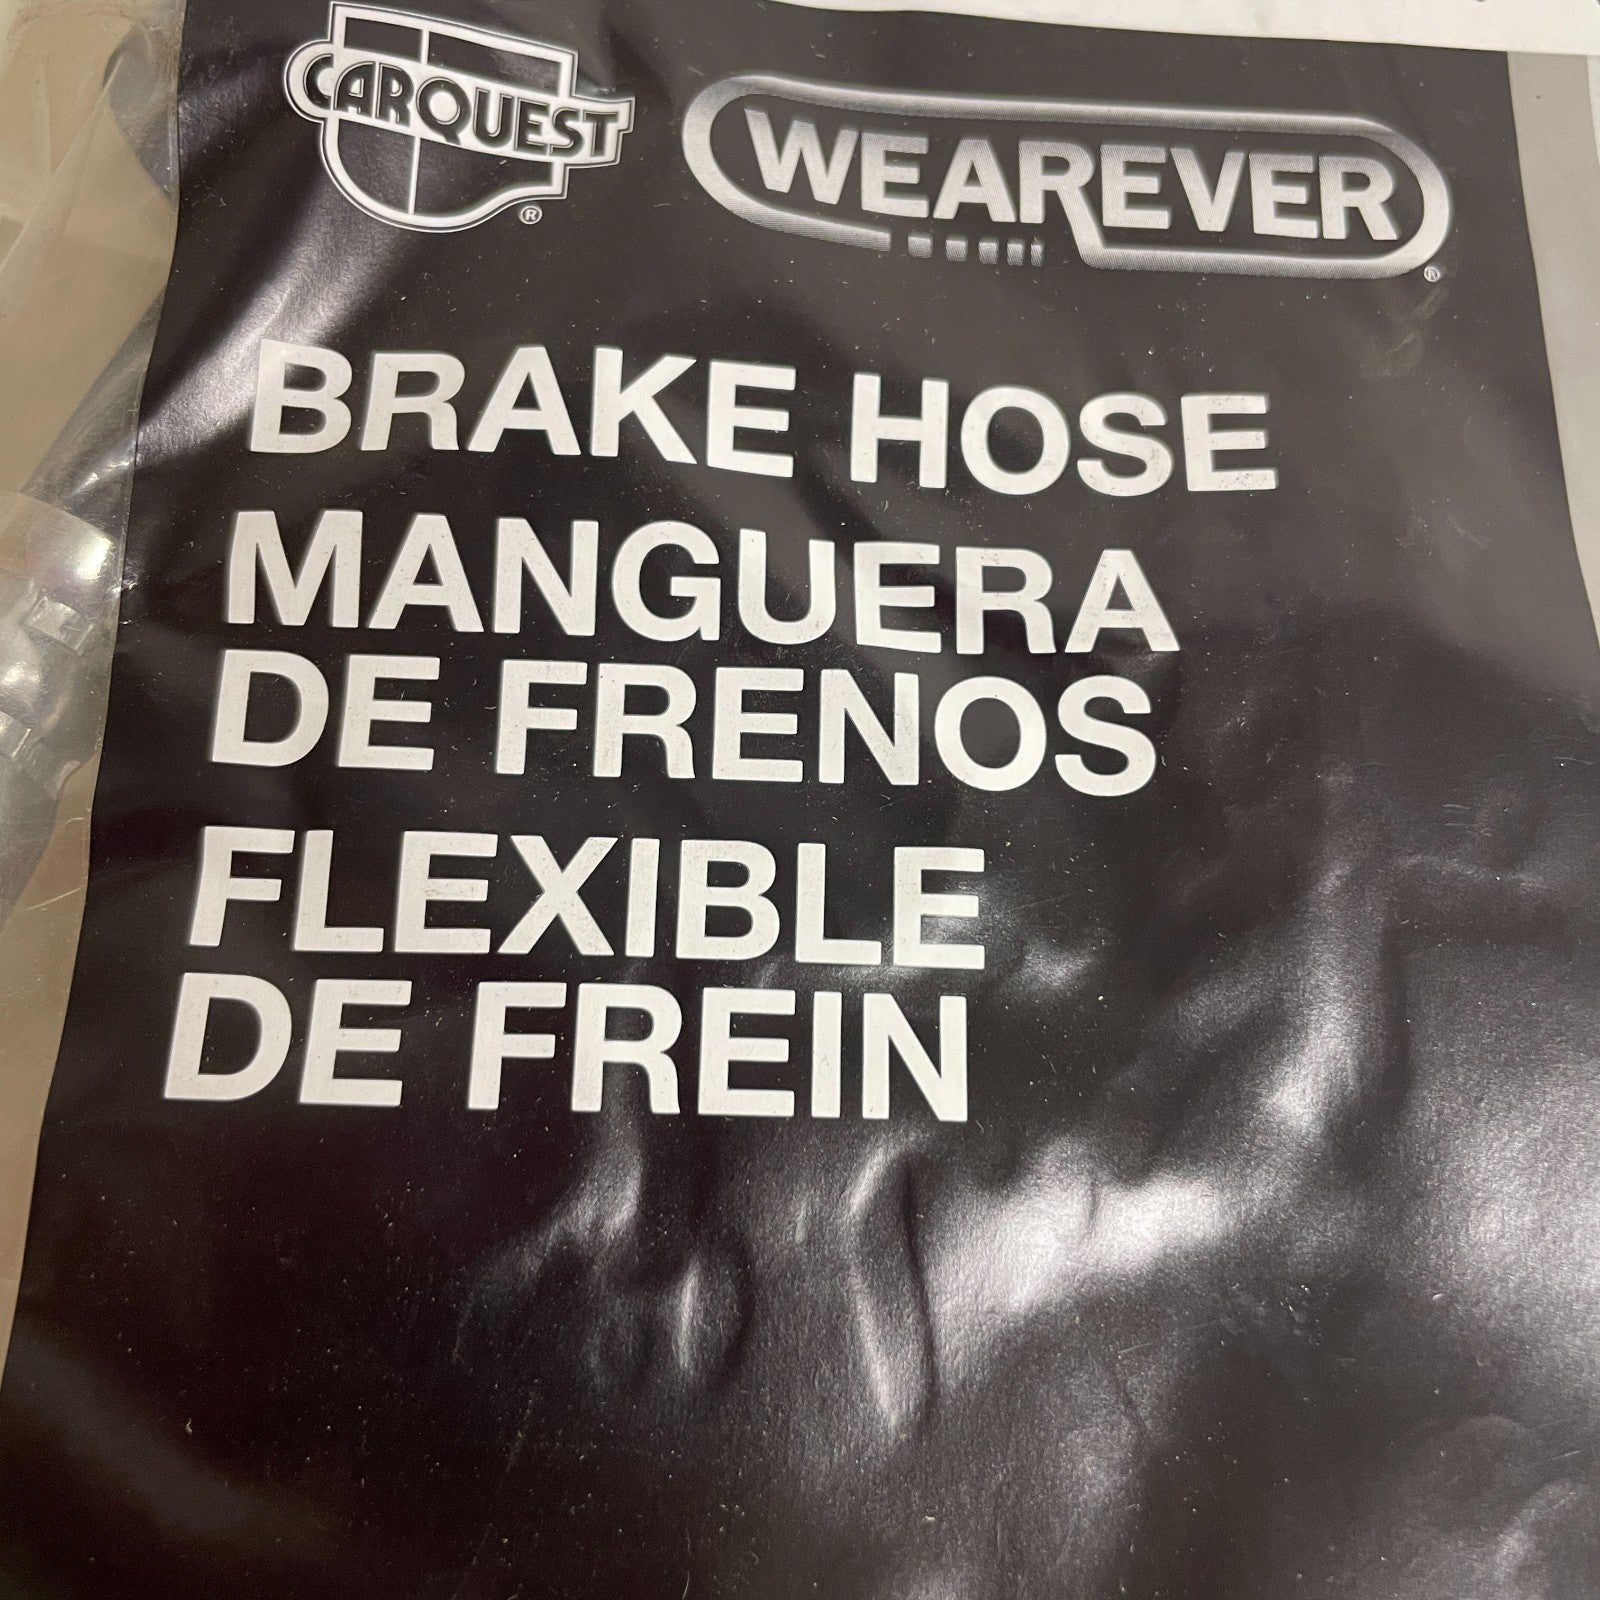 CARQUEST®
WEAREVER®
BRAKE HOSE
MANGUERA
DE FRENOS
FLEXIBLE
DE FREIN